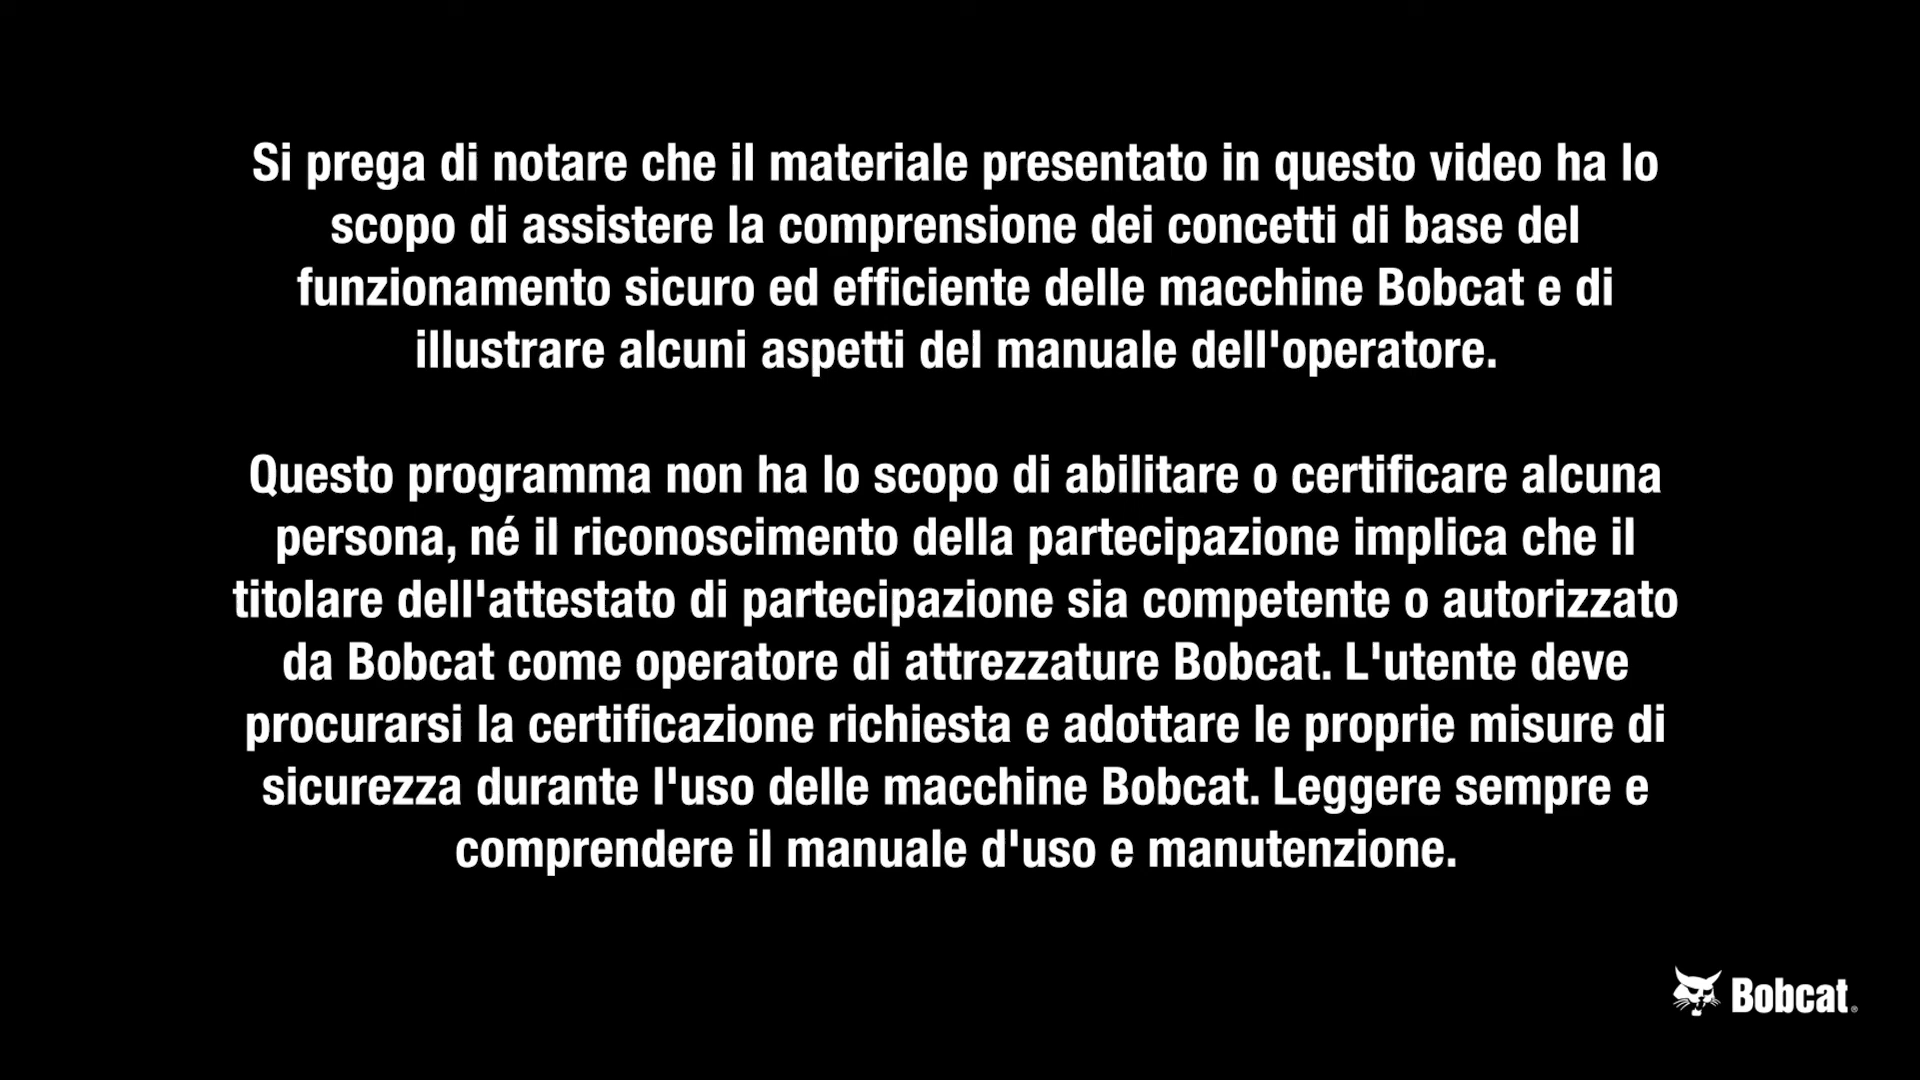 Si prega di notare che il materiale presentato in questo video ha lo
scopo di assistere la comprensione dei concetti di base del
funzionamento sicuro ed efficiente delle macchine Bobcat e di
illustrare alcuni aspetti del manuale dell'operatore.
Questo programma non ha lo scopo di abilitare o certificare alcuna
persona, né il riconoscimento della partecipazione implica che il
titolare dell'attestato di partecipazione sia competente o autorizzato
da Bobcat come operatore di attrezzature Bobcat. L'utente deve
procurarsi la certificazione richiesta e adottare le proprie misure di
sicurezza durante l'uso delle macchine Bobcat. Leggere sempre e
comprendere il manuale d'uso e manutenzione.
Bobcat®